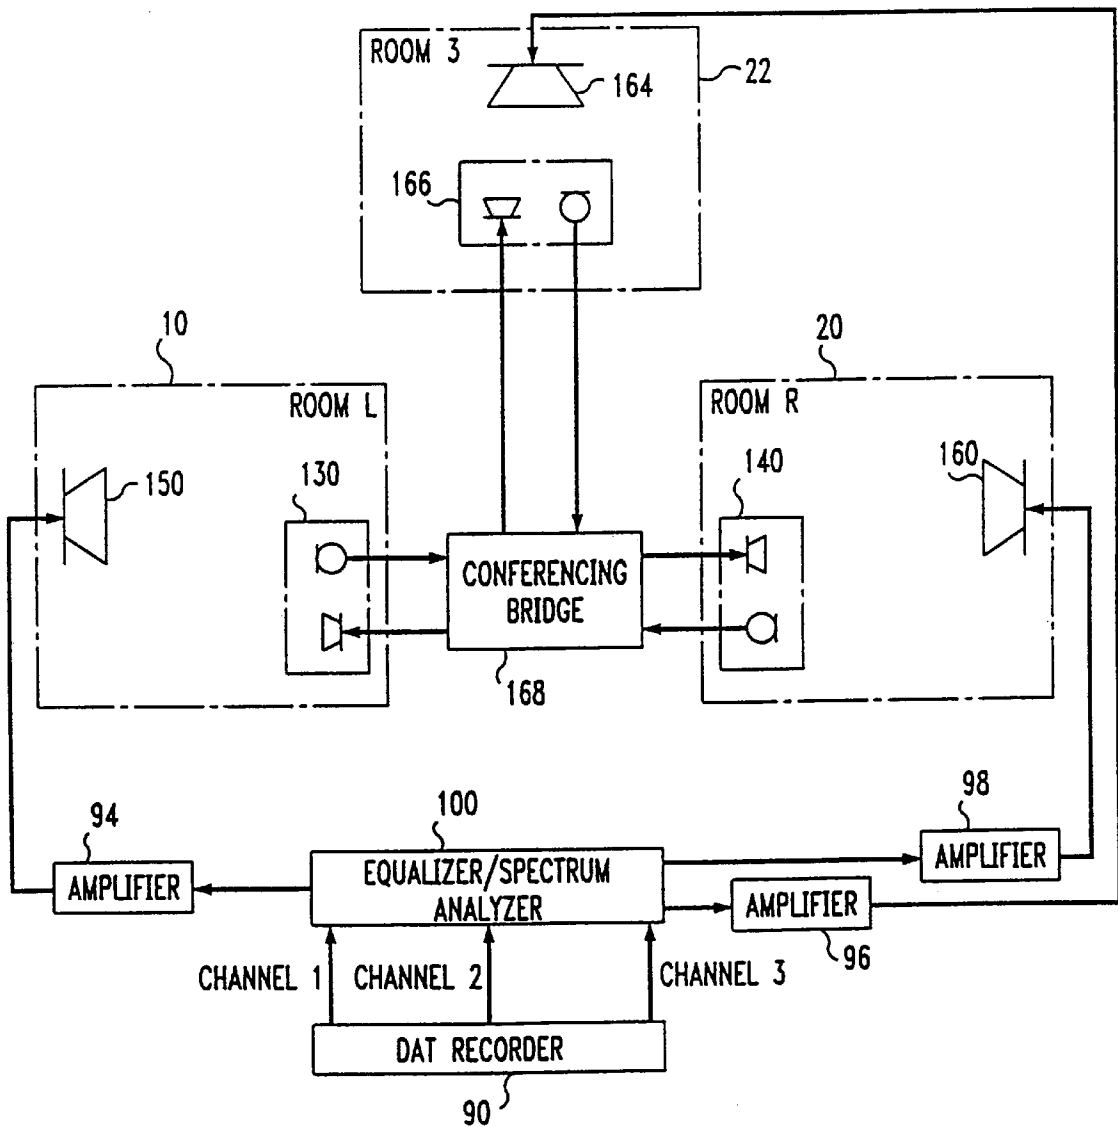 ROOM 3
22
164
166
10
20
ROOM L
ROOM R
150
130
140
160
CONFERENCING
BRIDGE
168
94
100
98
AMPLIFIER
EQUALIZER/SPECTRUM
ANALYZER
AMPLIFIER
AMPLIFIER
96
CHANNEL 1
CHANNEL 2
CHANNEL 3
DAT RECORDER
90